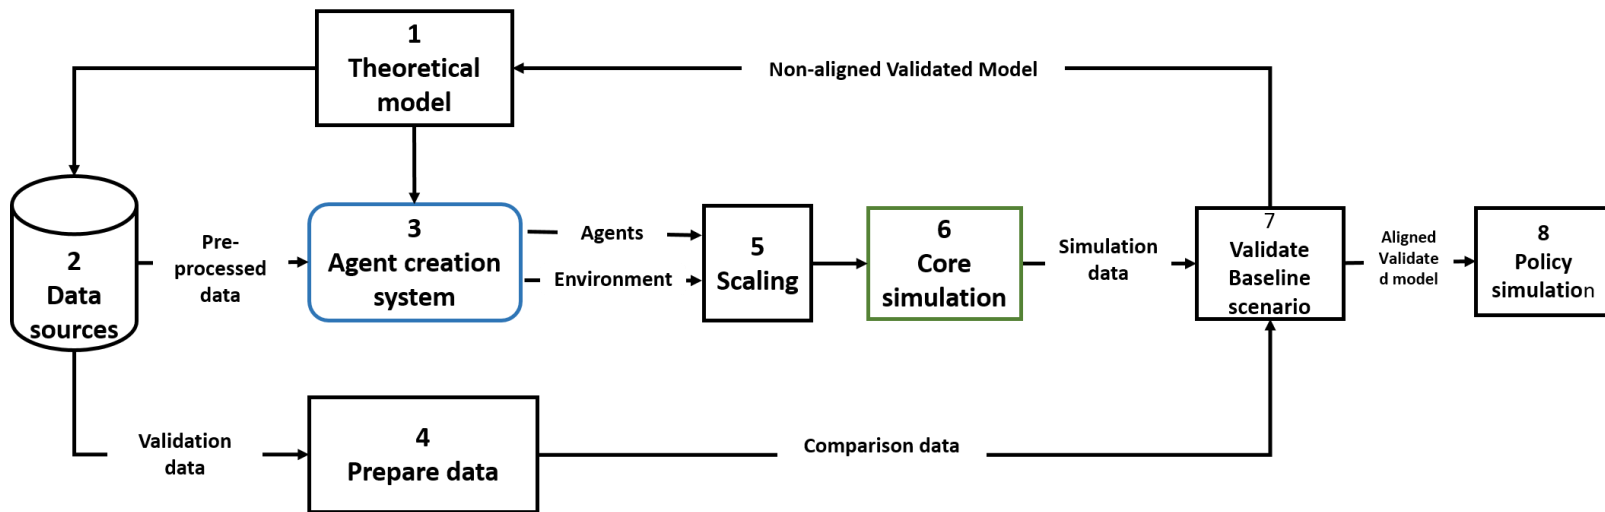 1
Theoretical
model
Non-aligned Validated Model
2
Data
sources
Pre-
processed
data
3
Agent creation
system
Agents
Environment
5
Scaling
6
Core
simulation
Simulation
data
7
Validate
Baseline
scenario
Aligned
Validate
d model
8
Policy
simulation
Validation
data
4
Prepare data
Comparison data